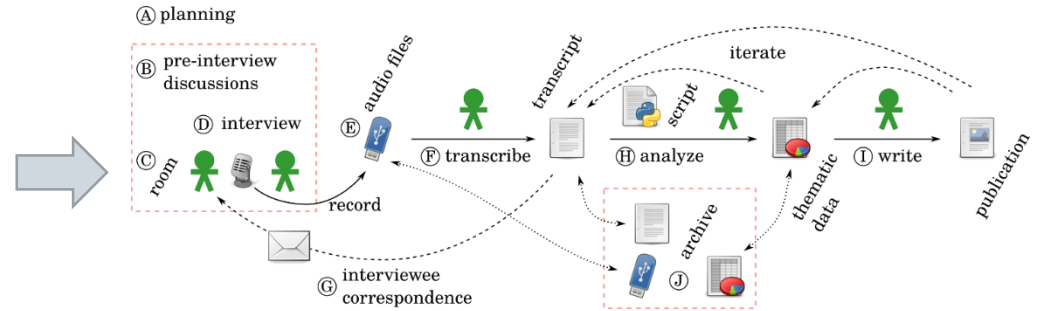 Ⓐ planning
Ⓑ pre-interview
discussions
Ⓓ interview
Ⓒ room
record
Ⓔ audio files
Ⓕ transcribe
transcript
Ⓖ interviewee
correspondence
script
Ⓗ analyze
iterate
thematic
data
Ⓘ write
publication
archive
Ⓙ